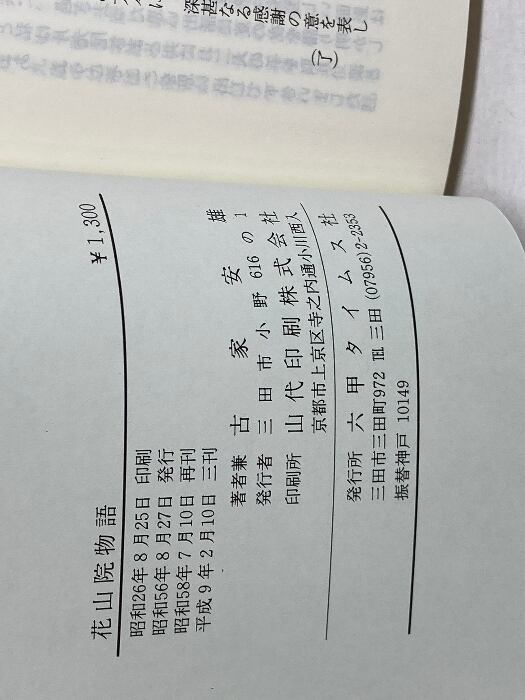 深甚なる感謝の意を表し
(了)
花山院物語 ¥1,300
昭和26年8月25日 印刷
昭和56年8月27日 発行
昭和58年7月10日 再刊
平成9年2月10日 三刊
著者兼 古家安雄
発行者 三田市小野616の1
印刷所 山代印刷株式会社
京都市上京区寺之内通小川西入
発行所 六甲タイムス社
三田市三田町972 ℡ 三田 (07956)2-2353
振替神戸 10149